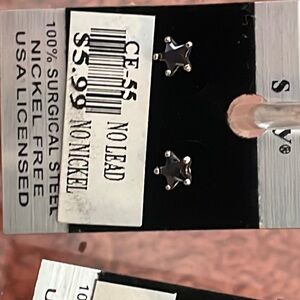 100% SURGICAL STEEL
NICKEL FREE
USA LICENSED
CE-55
$5.99
NO LEAD
NO NICKEL